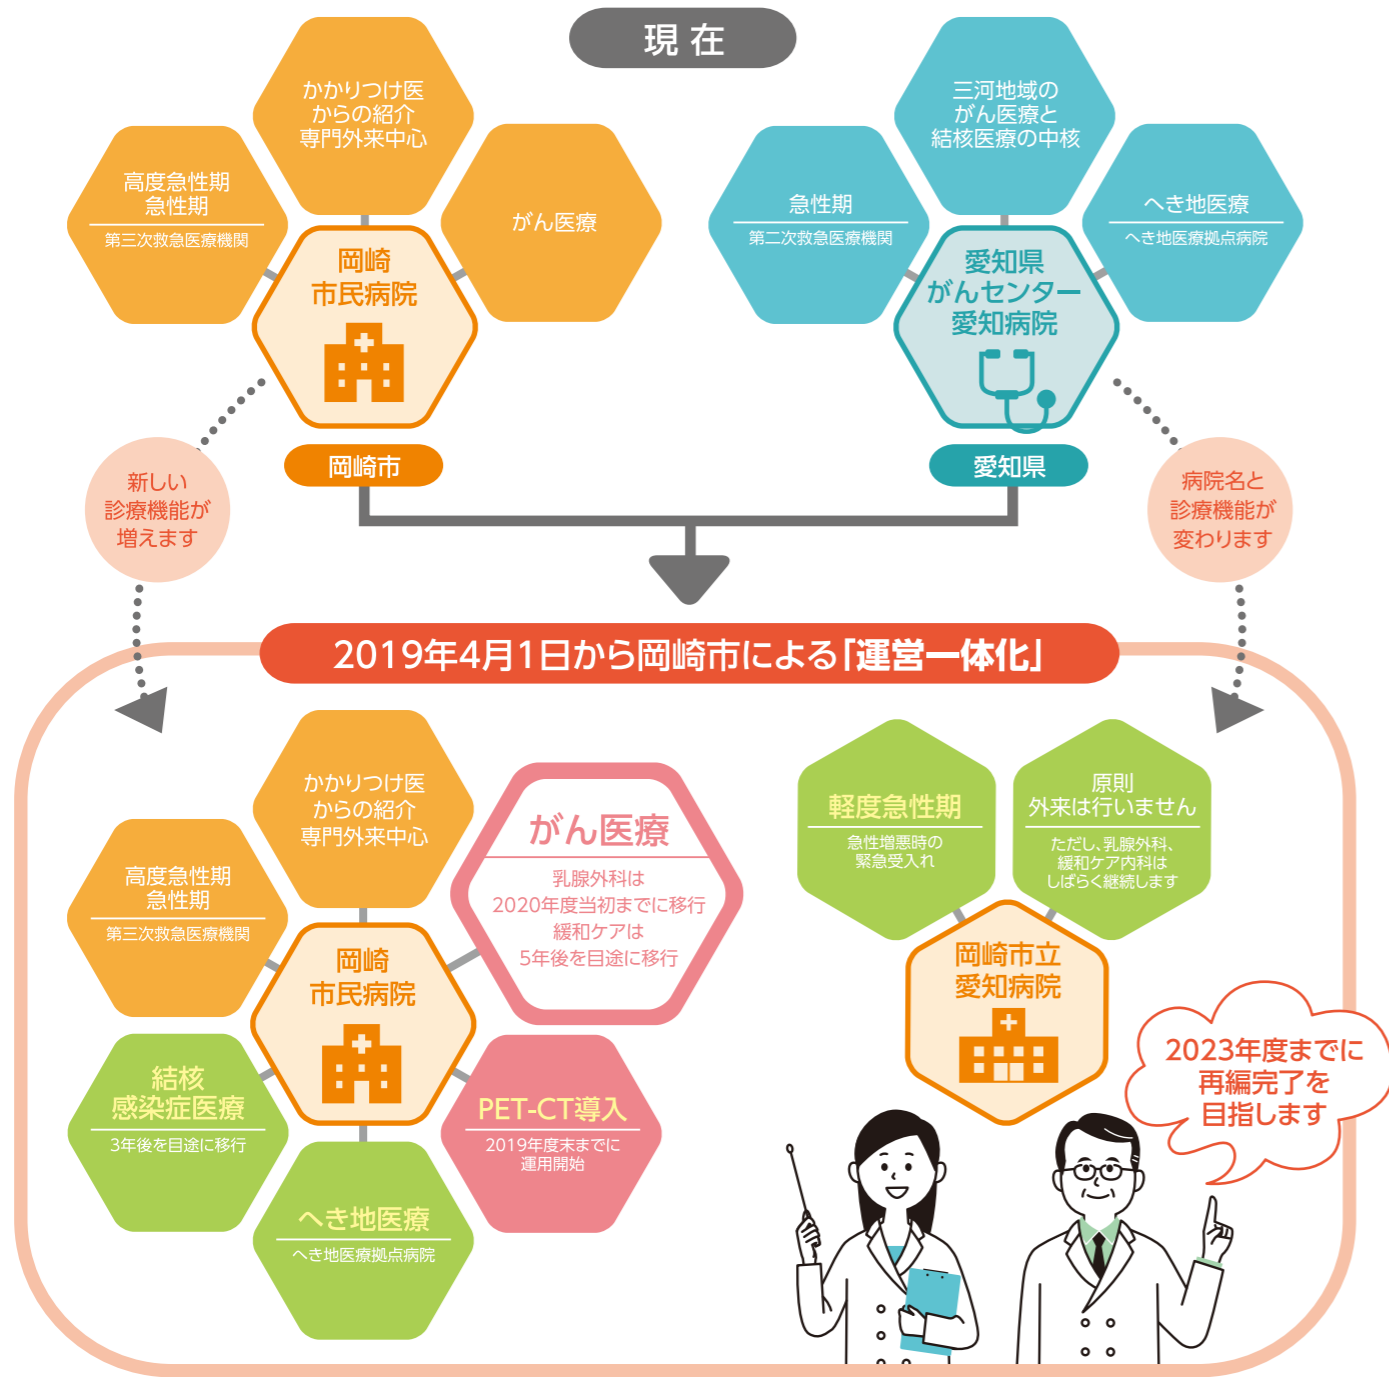 現在
かかりつけ医
からの紹介
専門外来中心
高度急性期
急性期
第三次救急医療機関
がん医療
岡崎
市民病院
岡崎市
三河地域の
がん医療と
結核医療の中核
急性期
第二次救急医療機関
へき地医療
へき地医療拠点病院
愛知県
がんセンター
愛知病院
愛知県
新しい
診療機能が
増えます
病院名と
診療機能が
変わります
2019年4月1日から岡崎市による「運営一体化」
かかりつけ医
からの紹介
専門外来中心
高度急性期
急性期
第三次救急医療機関
がん医療
乳腺外科は
2020年度当初までに移行
緩和ケアは
5年後を目途に移行
岡崎
市民病院
結核
感染症医療
3年後を目途に移行
PET-CT導入
2019年度末までに
運用開始
へき地医療
へき地医療拠点病院
軽度急性期
急性増悪時の
緊急受入れ
原則
外来は行いません
ただし、乳腺外科、
緩和ケア内科は
しばらく継続します
岡崎市立
愛知病院
2023年度までに
再編完了を
目指します